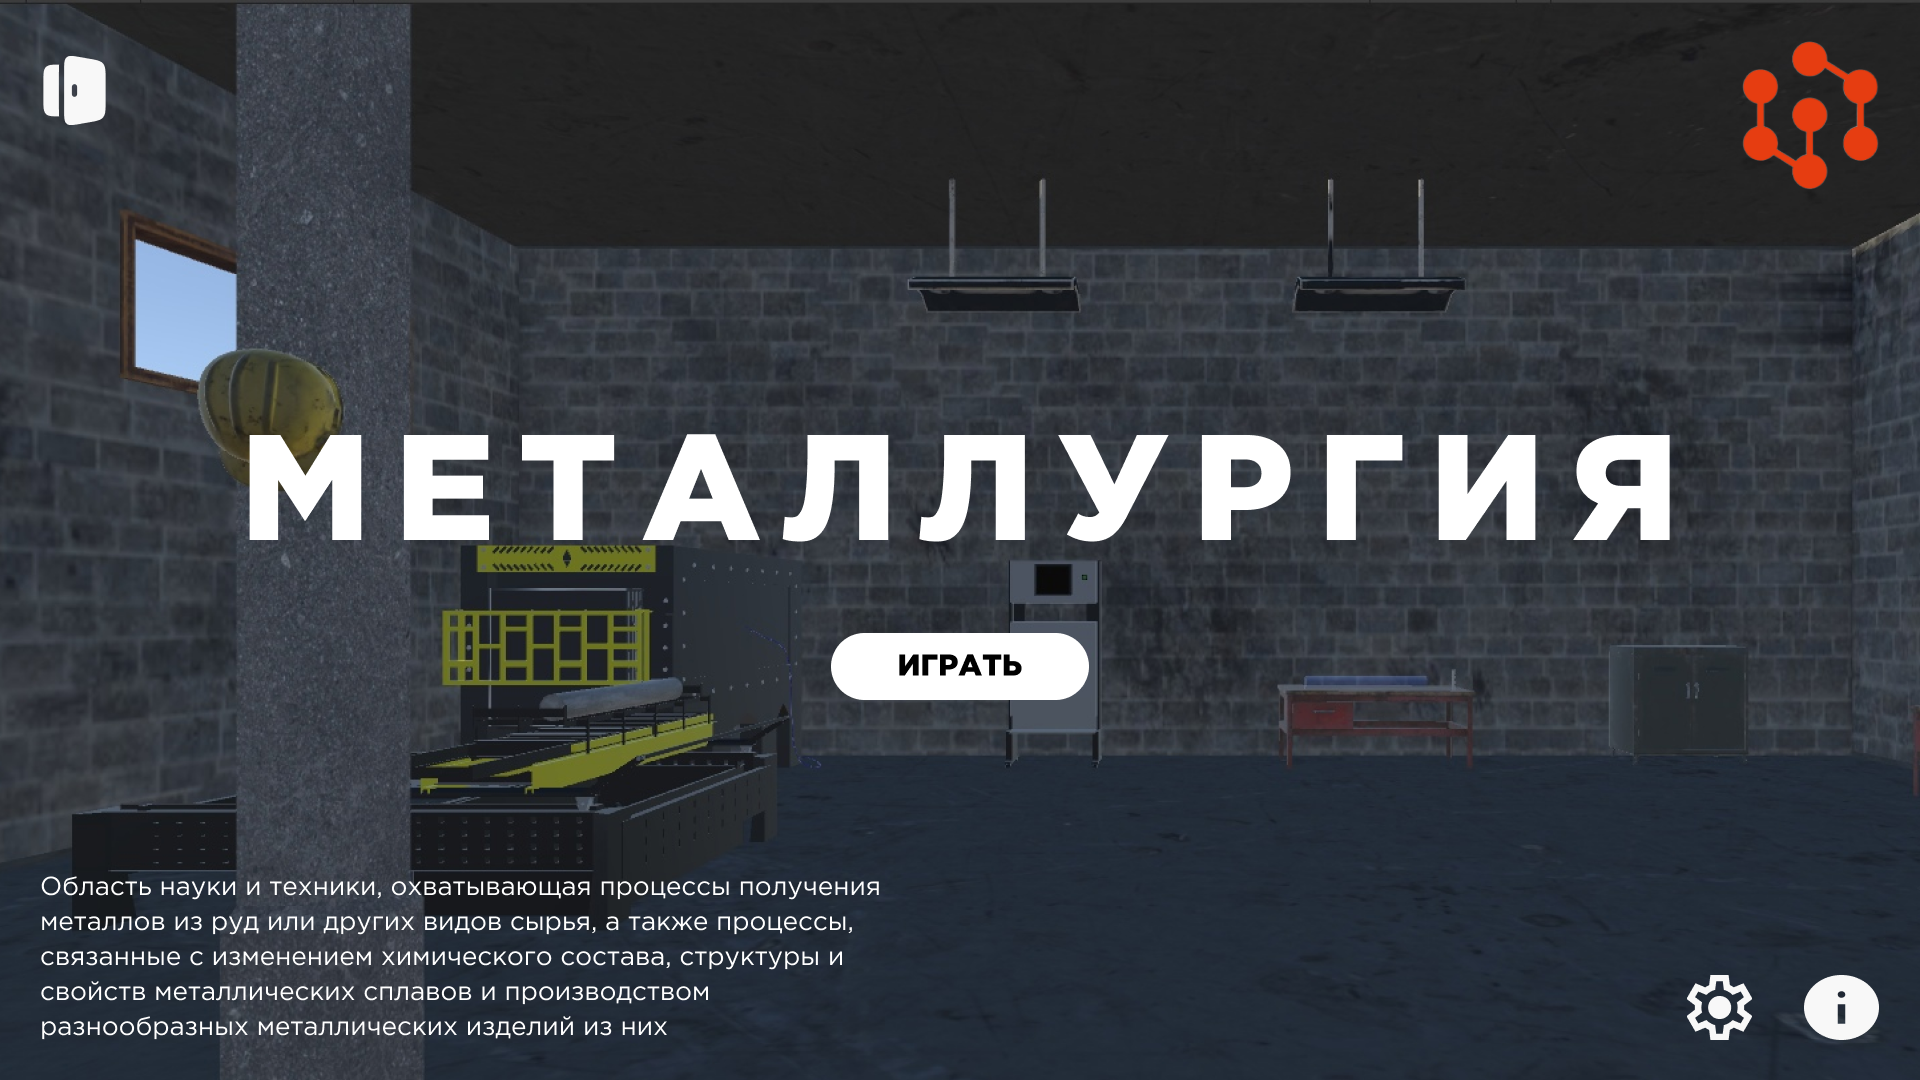 МЕТАЛЛУРГИЯ
ИГРАТЬ
Область науки и техники, охватывающая процессы получения
металлов из руд или других видов сырья, а также процессы,
связанные с изменением химического состава, структуры и
свойств металлических сплавов и производством
разнообразных металлических изделий из них
i